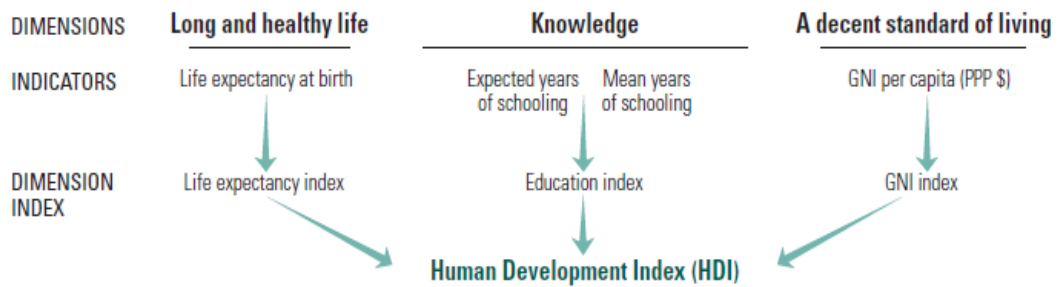 DIMENSIONS Long and healthy life Knowledge A decent standard of living
INDICATORS Life expectancy at birth Expected years of schooling Mean years of schooling GNI per capita (PPP $)
DIMENSION INDEX Life expectancy index Education index GNI index
Human Development Index (HDI)